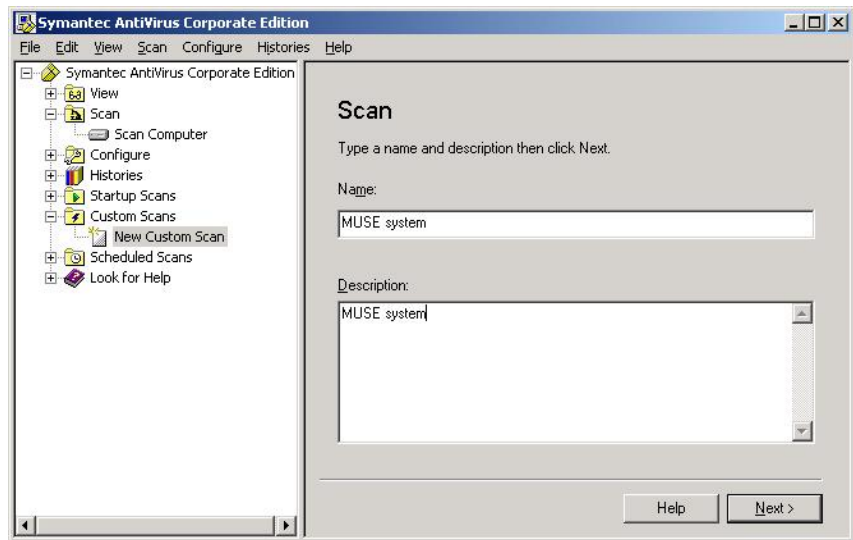 Symantec AntiVirus Corporate Edition
File Edit View Scan Configure Histories Help
Symantec AntiVirus Corporate Edition
View
Scan
Scan Computer
Configure
Histories
Startup Scans
Custom Scans
New Custom Scan
Scheduled Scans
Look for Help
Scan
Type a name and description then click Next.
Name:
MUSE system
Description:
MUSE system
Help Next >